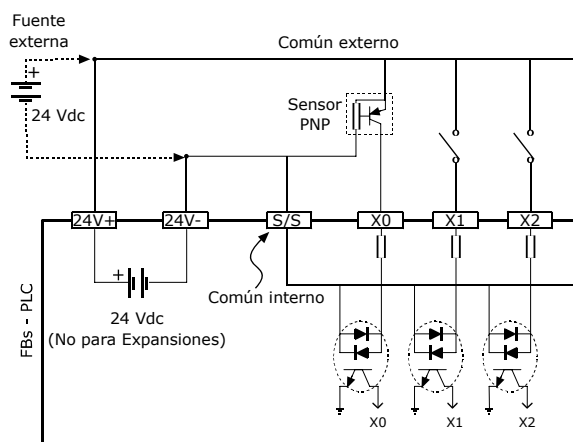 Fuente
externa
Común externo
+
24 Vdc
Sensor
PNP
24V+
24V-
S/S
X0
X1
X2
+
Común interno
24 Vdc
(No para Expansiones)
FBs - PLC
X0
X1
X2